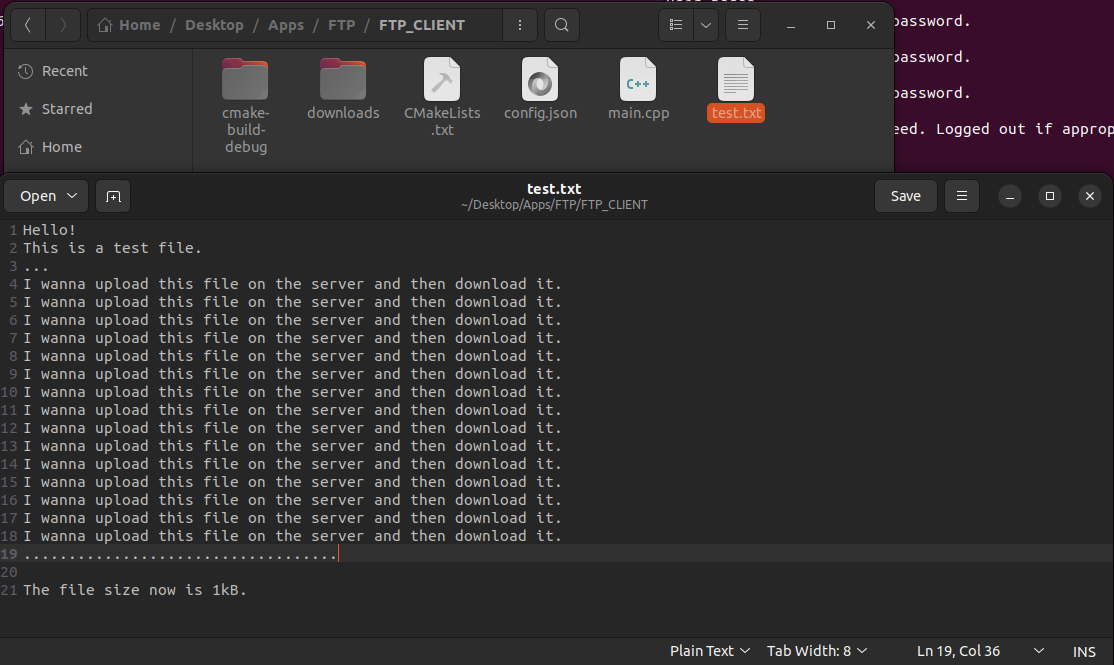 Home / Desktop / Apps / FTP / FTP_CLIENT
password.
Recent
password.
Starred
cmake-build-debug
downloads
CMakeLists.txt
config.json
main.cpp
test.txt
password.
eed. Logged out if approp
Home
Open
test.txt
~/Desktop/Apps/FTP/FTP_CLIENT
Save
1 Hello!
2 This is a test file.
3 ...
4 I wanna upload this file on the server and then download it.
5 I wanna upload this file on the server and then download it.
6 I wanna upload this file on the server and then download it.
7 I wanna upload this file on the server and then download it.
8 I wanna upload this file on the server and then download it.
9 I wanna upload this file on the server and then download it.
10 I wanna upload this file on the server and then download it.
11 I wanna upload this file on the server and then download it.
12 I wanna upload this file on the server and then download it.
13 I wanna upload this file on the server and then download it.
14 I wanna upload this file on the server and then download it.
15 I wanna upload this file on the server and then download it.
16 I wanna upload this file on the server and then download it.
17 I wanna upload this file on the server and then download it.
18 I wanna upload this file on the server and then download it.
19 ...................................
20
21 The file size now is 1kB.
Plain Text Tab Width: 8 Ln 19, Col 36 INS